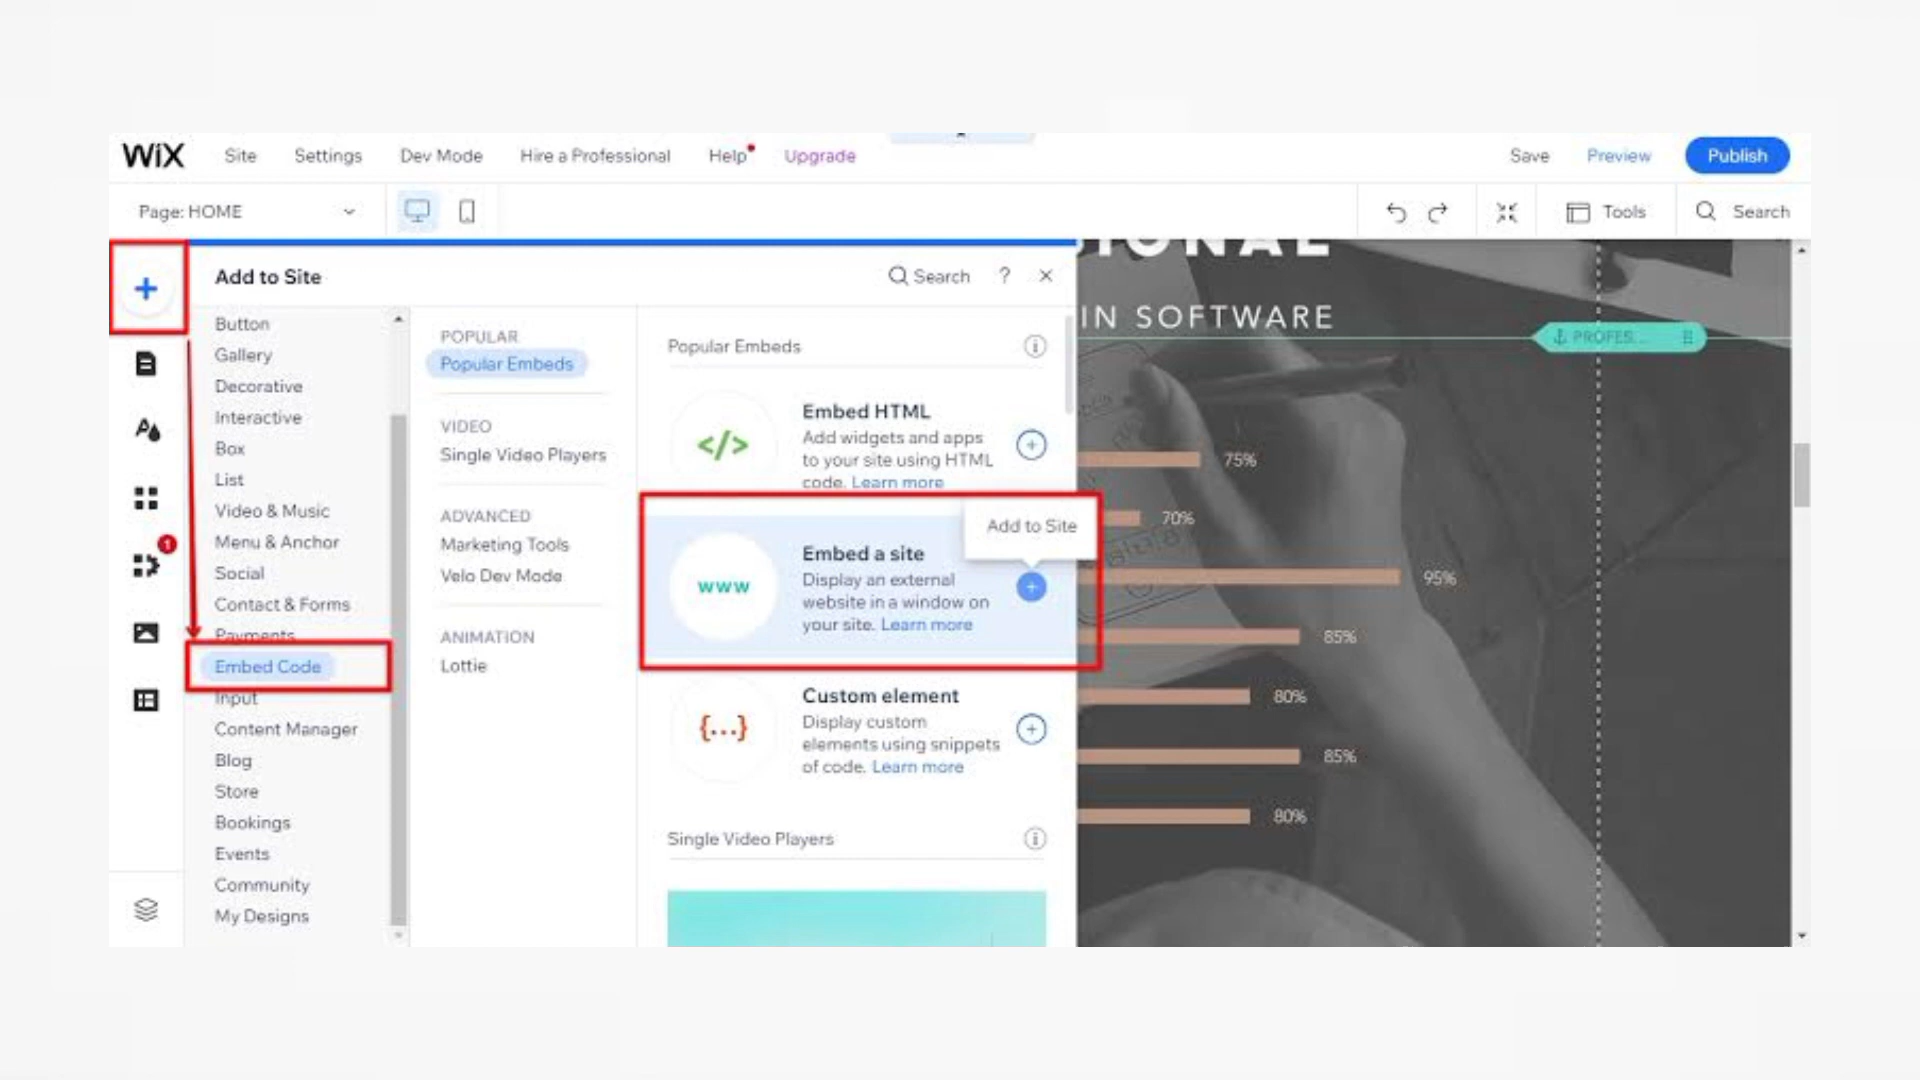 WiX Site Settings Dev Mode Hire a Professional Help Upgrade Save Preview Publish
Page: HOME Tools Search
Add to Site Search ?
Button
Gallery
Decorative
Interactive
Box
List
Video & Music
Menu & Anchor
1
Social
Contact & Forms
Payments
Embed Code
Input
Content Manager
Blog
Store
Bookings
Events
Community
My Designs
POPULAR
Popular Embeds
VIDEO
Single Video Players
ADVANCED
Marketing Tools
Velo Dev Mode
ANIMATION
Lottie
Popular Embeds
</>
Embed HTML
Add widgets and apps
to your site using HTML
code. Learn more
Add to Site
www
Embed a site
Display an external
website in a window on
your site. Learn more
{...}
Custom element
Display custom
elements using snippets
of code. Learn more
Single Video Players
IN SOFTWARE
PROFES...
75%
70%
95%
85%
80%
85%
80%